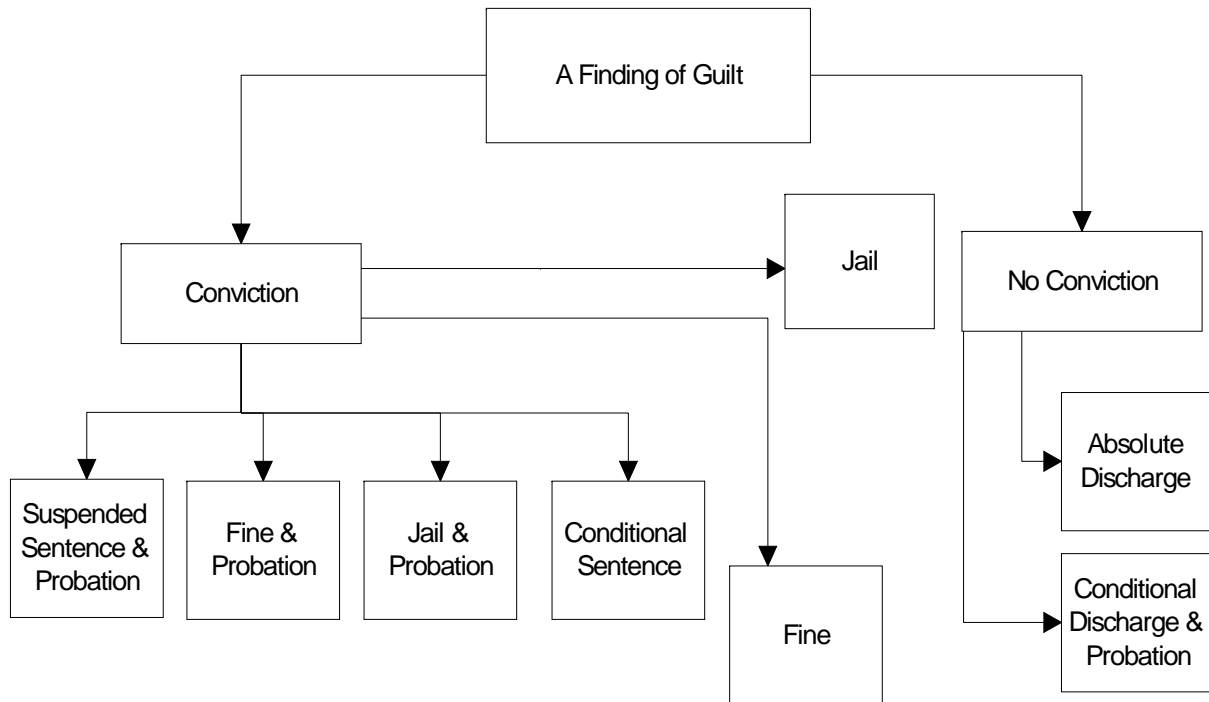 A Finding of Guilt
Conviction
Jail
No Conviction
Suspended
Sentence &
Probation
Fine &
Probation
Jail &
Probation
Conditional
Sentence
Fine
Absolute
Discharge
Conditional
Discharge &
Probation